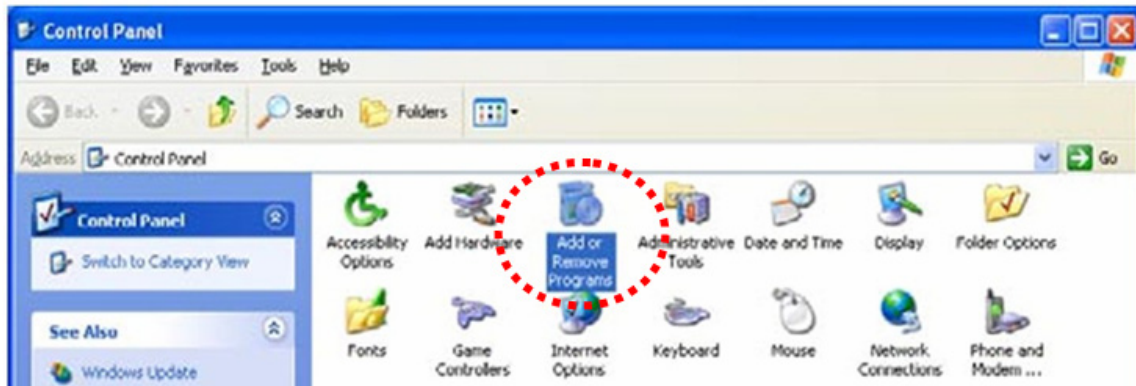 Control Panel
File Edit View Favorites Tools Help
Back Search Folders
Address Control Panel Go
Control Panel
Switch to Category View
See Also
Windows Update
Accessibility Options
Add Hardware
Add or Remove Programs
Administrative Tools
Date and Time
Display
Folder Options
Fonts
Game Controllers
Internet Options
Keyboard
Mouse
Network Connections
Phone and Modem ...